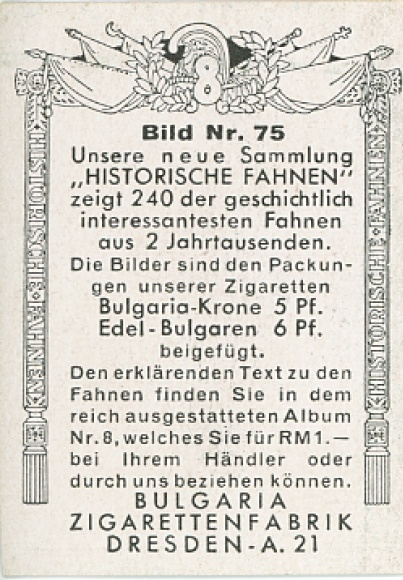 8
Bild Nr. 75
Unsere neue Sammlung
„HISTORISCHE FAHNEN"
zeigt 240 der geschichtlich
interessantesten Fahnen
aus 2 Jahrtausenden.
Die Bilder sind den Packun-
gen unserer Zigaretten
Bulgaria-Krone 5 Pf.
Edel-Bulgaren 6 Pf.
beigefügt.
Den erklärenden Text zu den
Fahnen finden Sie in dem
reich ausgestatteten Album
Nr. 8, welches Sie für RM 1.—
bei Ihrem Händler oder
durch uns beziehen können.
BULGARIA
ZIGARETTENFABRIK
DRESDEN-A. 21
HISTORISCHE FAHNEN
HISTORISCHE FAHNEN